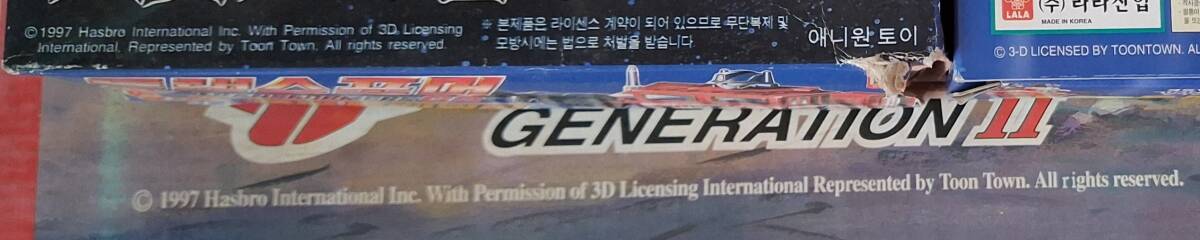 ©1997 Hasbro International Inc. With Permission of 3D Licensing
International, Represented by Toon Town. All rights reserved.
※ 본제품은 라이센스 계약이 되어 있으므로 무단복제 및
모방시에는 법으로 처벌을 받습니다
애니원토이
(주) 라라산업
LALA
MADE IN KOREA
© 3-D LICENSED BY TOONTOWN. AL
GENERATION II
© 1997 Hasbro International Inc. With Permission of 3D Licensing International Represented by Toon Town. All rights reserved.